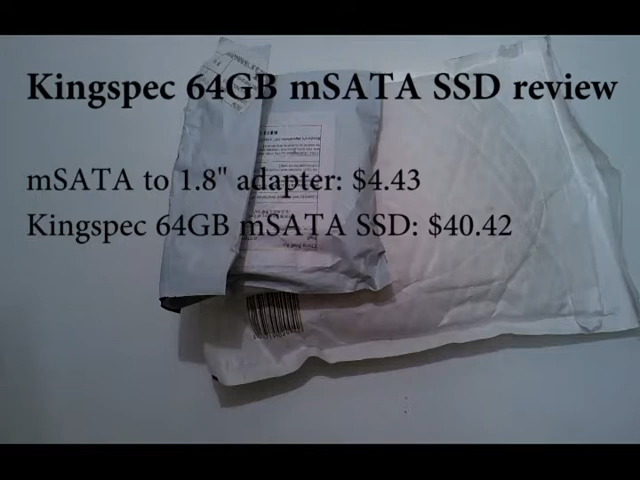 Kingspec 64GB mSATA SSD review
mSATA to 1.8" adapter: $4.43
Kingspec 64GB mSATA SSD: $40.42